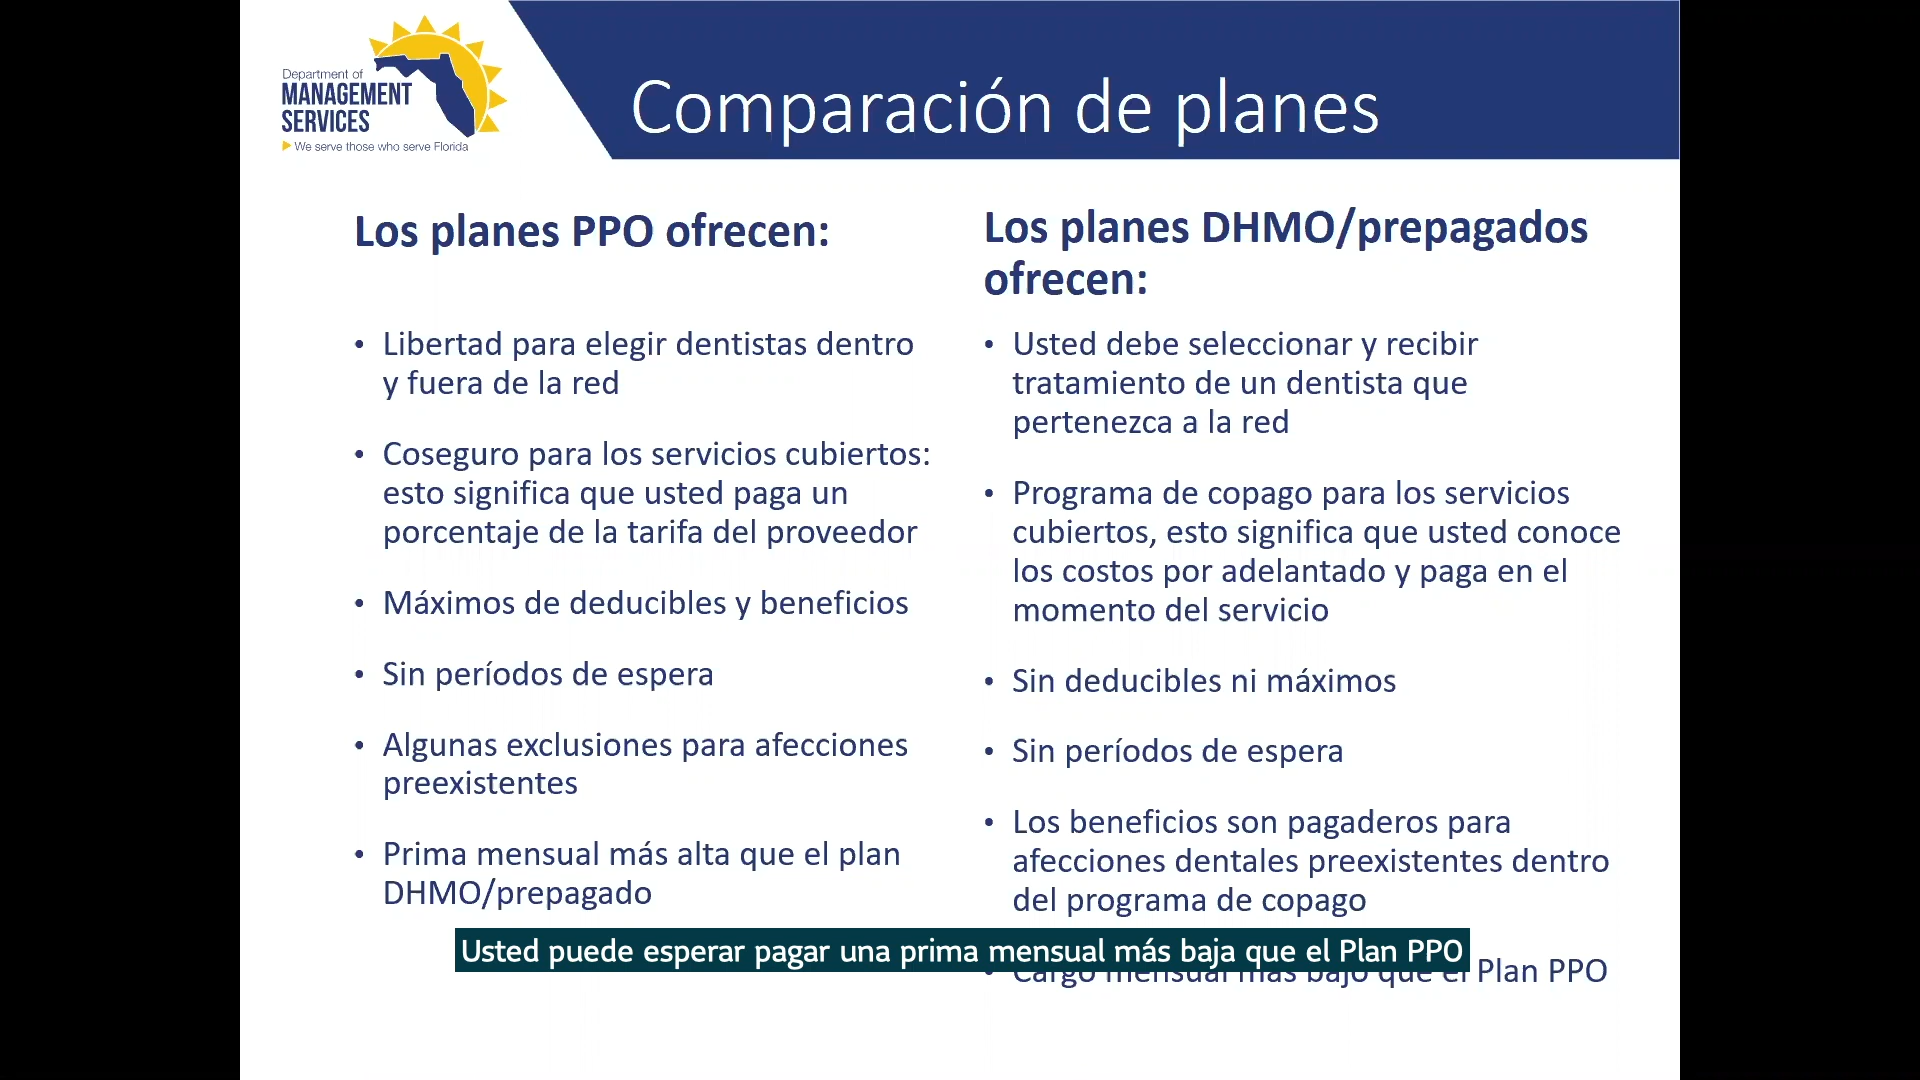 Department of
MANAGEMENT
SERVICES
We serve those who serve Florida
Comparación de planes
Los planes PPO ofrecen:
• Libertad para elegir dentistas dentro
y fuera de la red
• Coseguro para los servicios cubiertos:
esto significa que usted paga un
porcentaje de la tarifa del proveedor
• Máximos de deducibles y beneficios
• Sin períodos de espera
• Algunas exclusiones para afecciones
preexistentes
• Prima mensual más alta que el plan
DHMO/prepagado
Los planes DHMO/prepagados
ofrecen:
• Usted debe seleccionar y recibir
tratamiento de un dentista que
pertenezca a la red
• Programa de copago para los servicios
cubiertos, esto significa que usted conoce
los costos por adelantado y paga en el
momento del servicio
• Sin deducibles ni máximos
• Sin períodos de espera
• Los beneficios son pagaderos para
afecciones dentales preexistentes dentro
del programa de copago
• Cargo mensual más bajo que el Plan PPO
Usted puede esperar pagar una prima mensual más baja que el Plan PPO